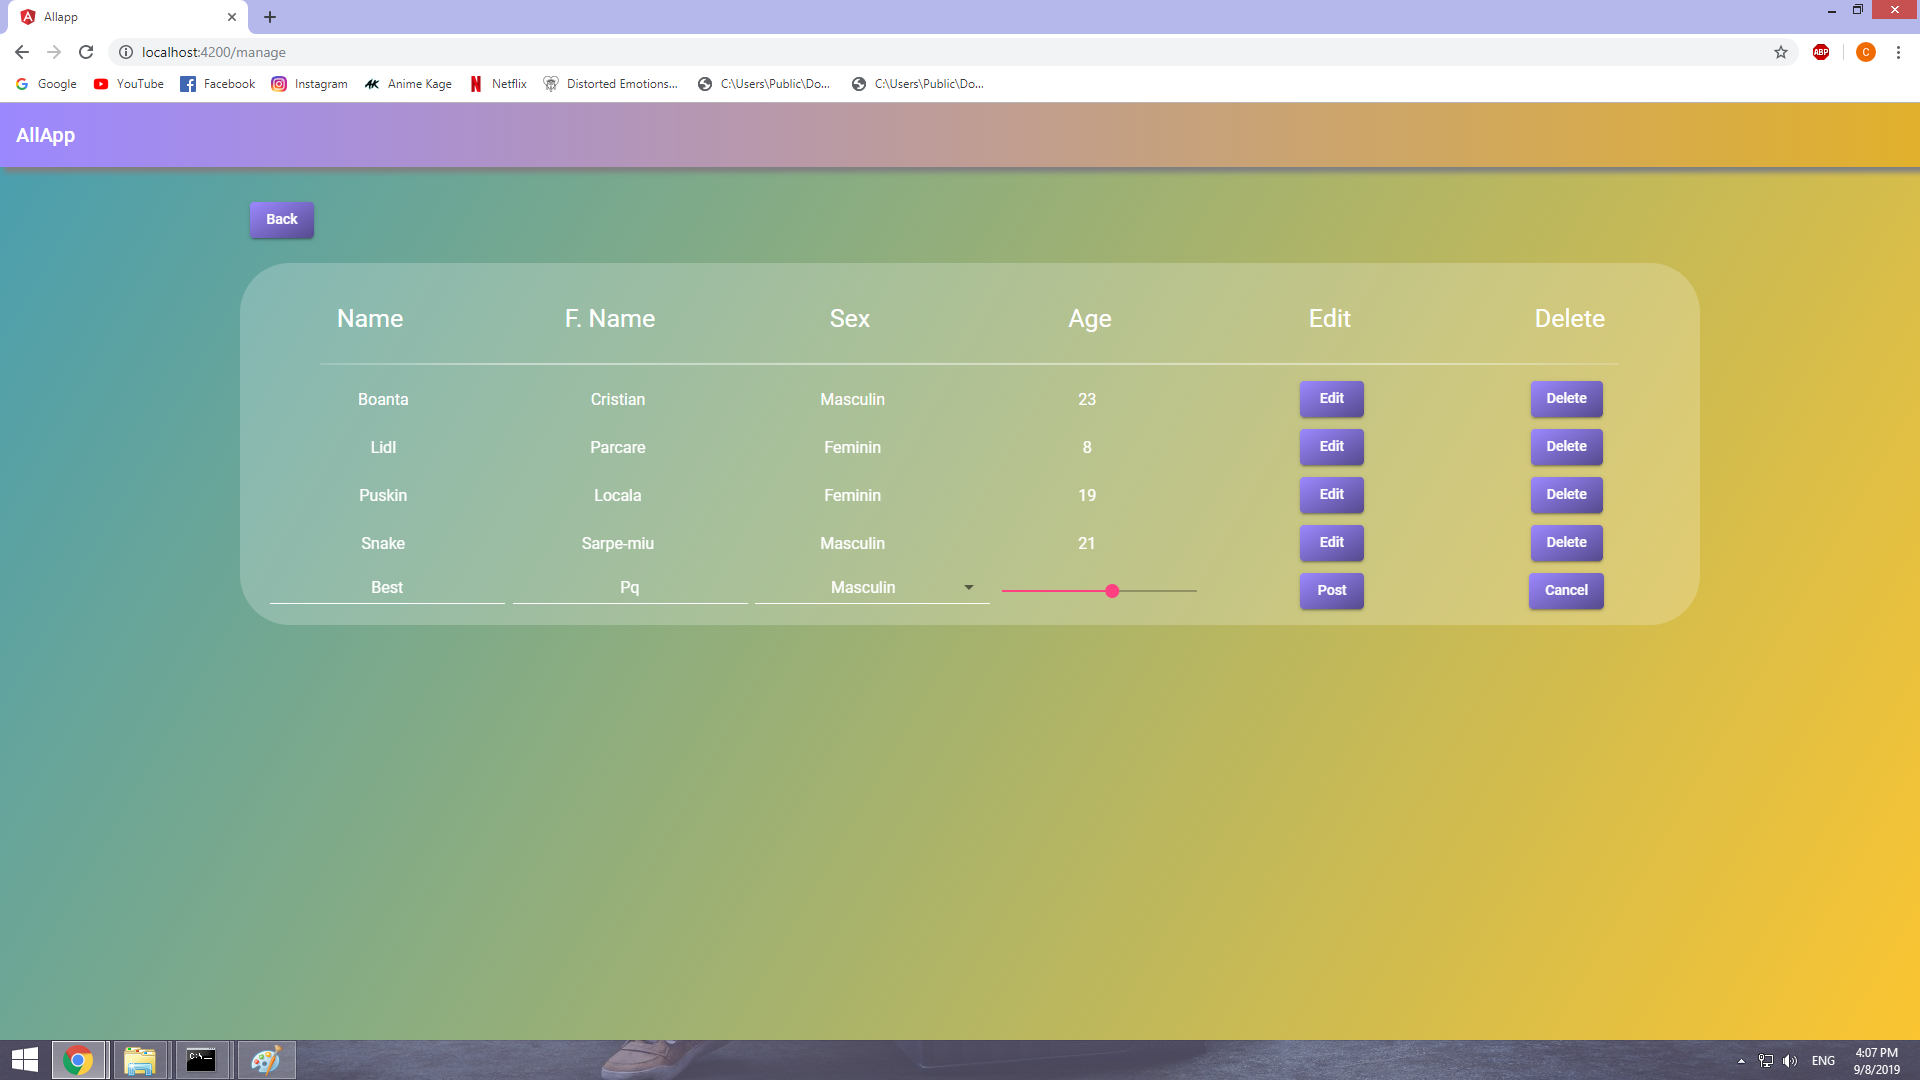 Allapp
localhost:4200/manage
ABP
C
Google YouTube Facebook Instagram Anime Kage Netflix Distorted Emotions... C:\Users\Public\Do... C:\Users\Public\Do...
AllApp
Back
Name F. Name Sex Age Edit Delete
Boanta Cristian Masculin 23 Edit Delete
Lidl Parcare Feminin 8 Edit Delete
Puskin Locala Feminin 19 Edit Delete
Snake Sarpe-miu Masculin 21 Edit Delete
Best Pq Masculin Post Cancel
ENG
4:07 PM
9/8/2019